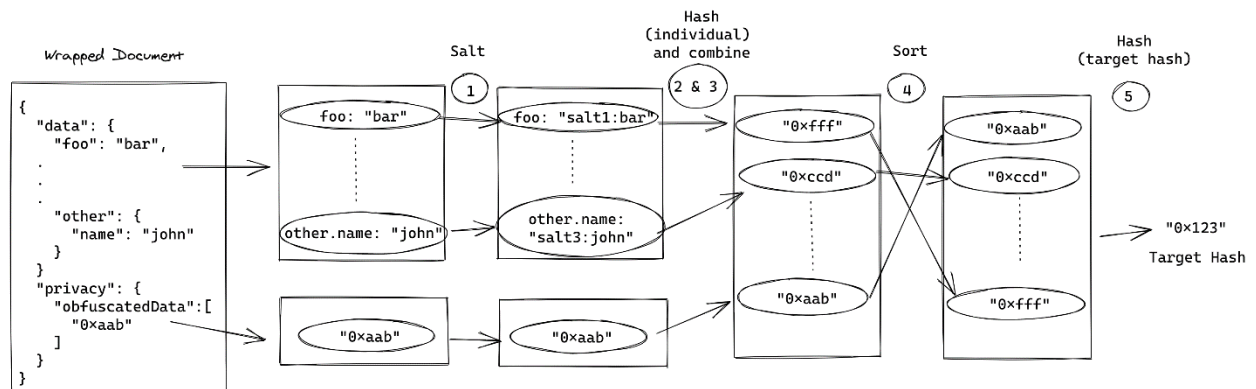 Wrapped Document
{
"data": {
"foo": "bar",
.
.
.
"other": {
"name": "john"
}
}
"privacy": {
"obfuscatedData":[
"0×aab"
]
}
}
foo: "bar"
other.name: "john"
"0×aab"
Salt
1
foo: "salt1:bar"
other.name:
"salt3:john"
"0×aab"
Hash
(individual)
and combine
2 & 3
"0×fff"
"0×ccd"
"0×aab"
Sort
4
"0×aab"
"0×ccd"
"0×fff"
Hash
(target hash)
5
"0×123"
Target Hash